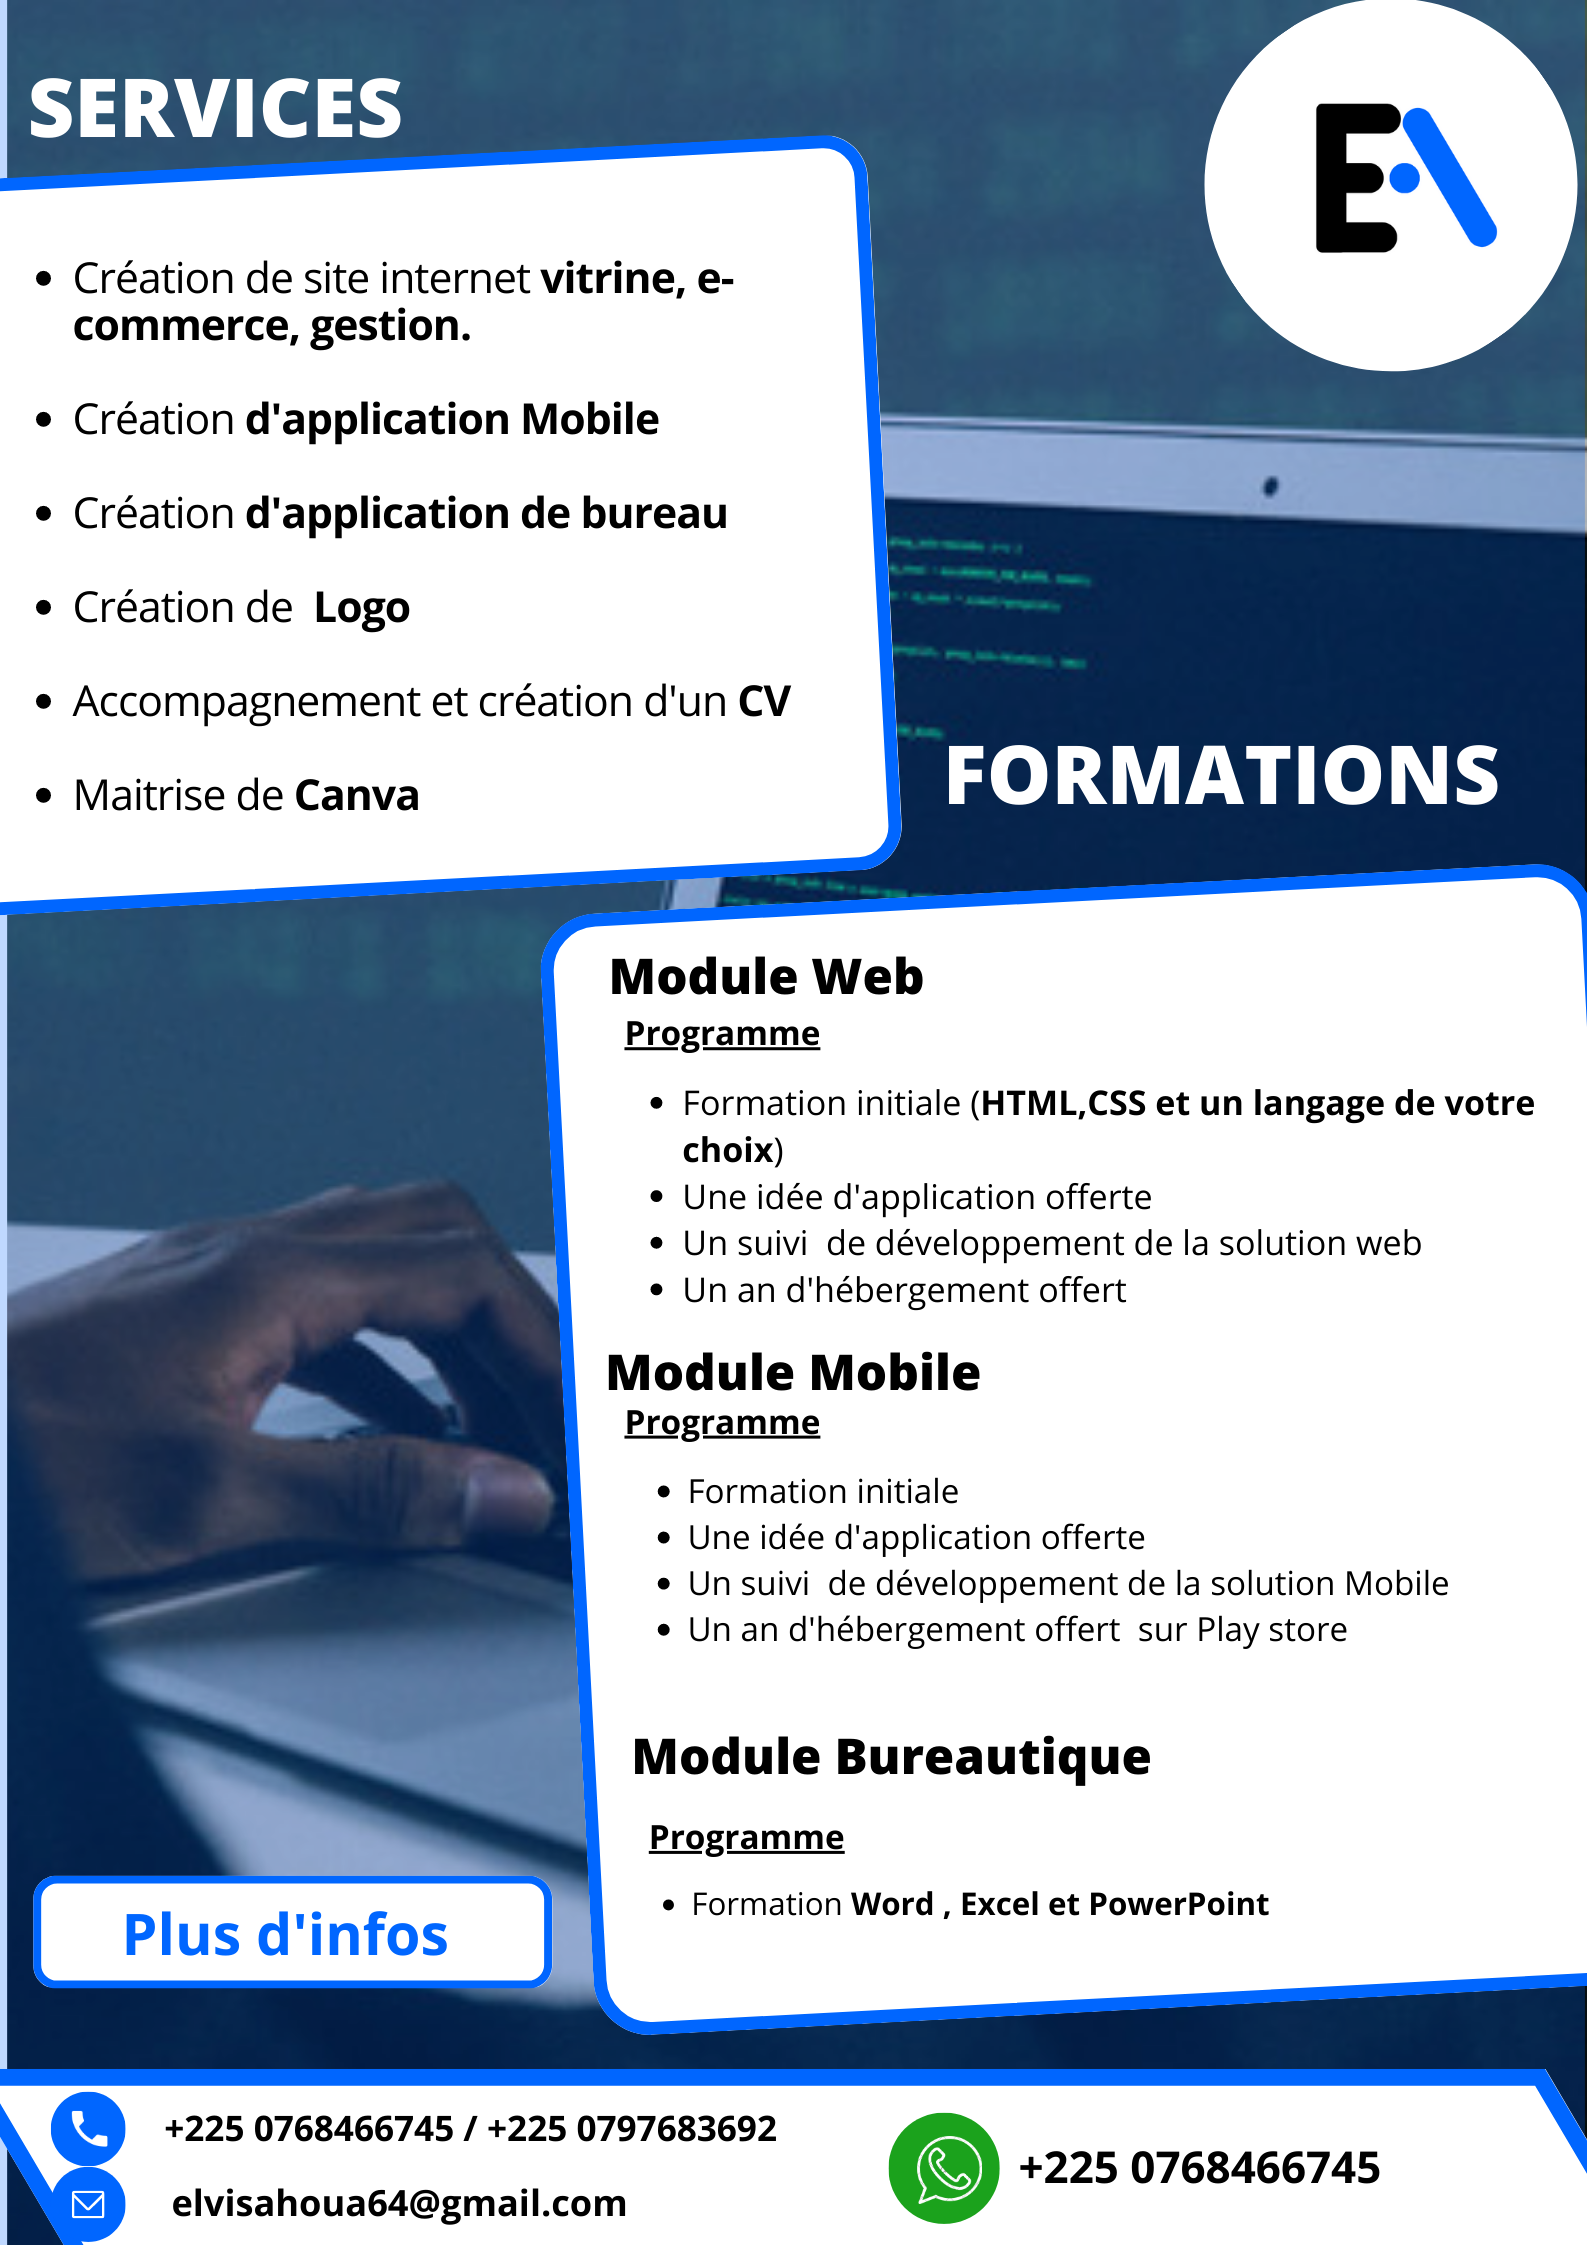 SERVICES
Création de site internet vitrine, e-
commerce, gestion.
Création d'application Mobile
Création d'application de bureau
Création de  Logo
Accompagnement et création d'un CV
Maitrise de Canva
FORMATIONS
Module Web
Programme
Formation initiale (HTML,CSS et un langage de votre
choix)
Une idée d'application offerte
Un suivi  de développement de la solution web
Un an d'hébergement offert
Module Mobile
Programme
Formation initiale
Une idée d'application offerte
Un suivi  de développement de la solution Mobile
Un an d'hébergement offert  sur Play store
Module Bureautique
Programme
Formation Word , Excel et PowerPoint
Plus d'infos
+225 0768466745 / +225 0797683692
elvisahoua64@gmail.com
+225 0768466745